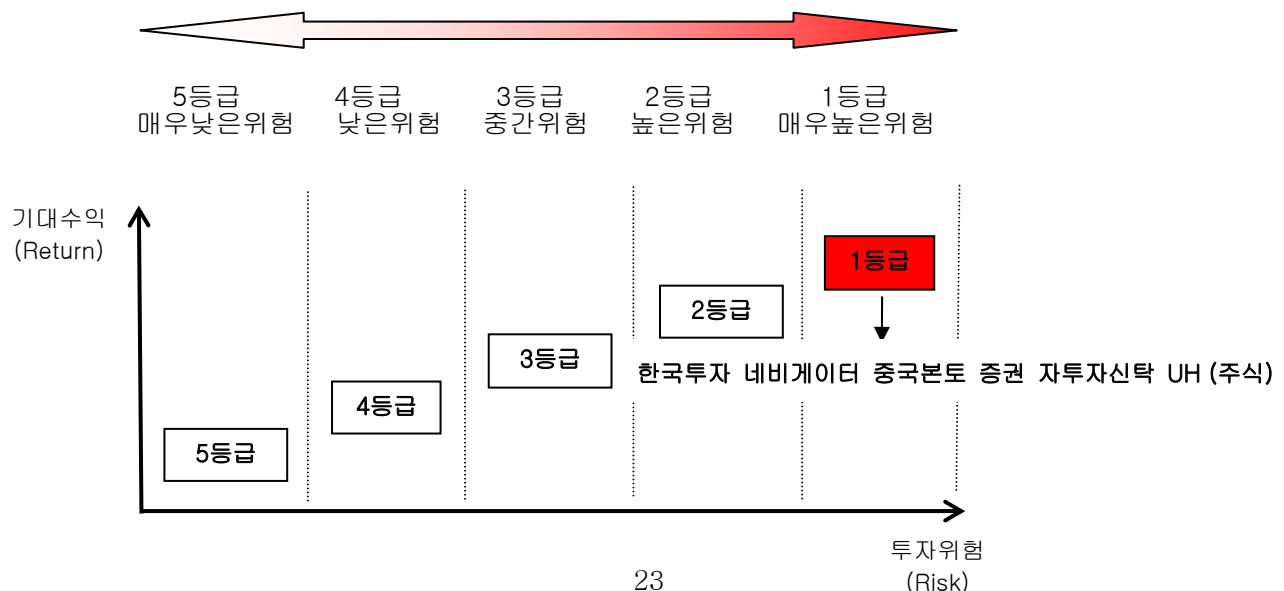 5등급 4등급 3등급 2등급 1등급
매우낮은위험 낮은위험 중간위험 높은위험 매우높은위험
기대수익
(Return)
1등급
2등급
3등급
한국투자 네비게이터 중국본토 증권 자투자신탁 UH (주식)
4등급
5등급
투자위험
(Risk)
23